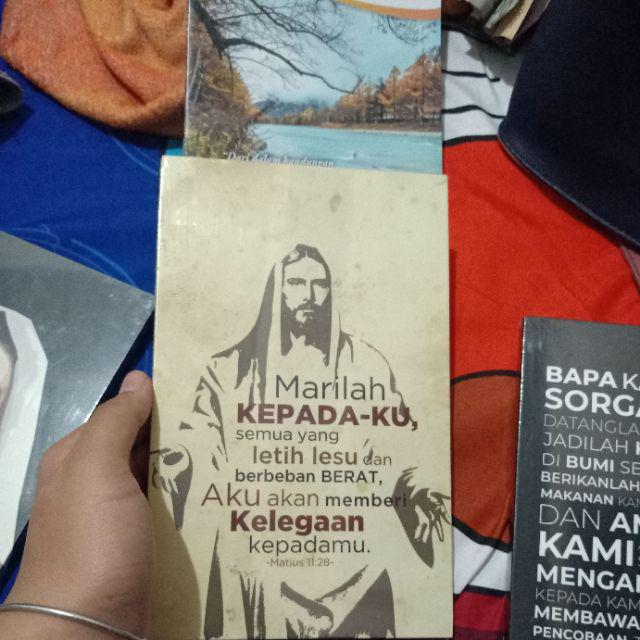 Dari dalam kandungan
Marilah
KEPADA-KU,
semua yang
letih lesu dan
berbeban BERAT,
Aku akan memberi
Kelegaan
kepadamu.
-Matius 11:28-
BAPA K
SORGA
DATANGLA
JADILAH K
DI BUMI SE
BERIKANLAH
MAKANAN KAM
DAN AM
KAMI S
MENGAM
KEPADA KAM
MEMBAWA
PENCOBAAN